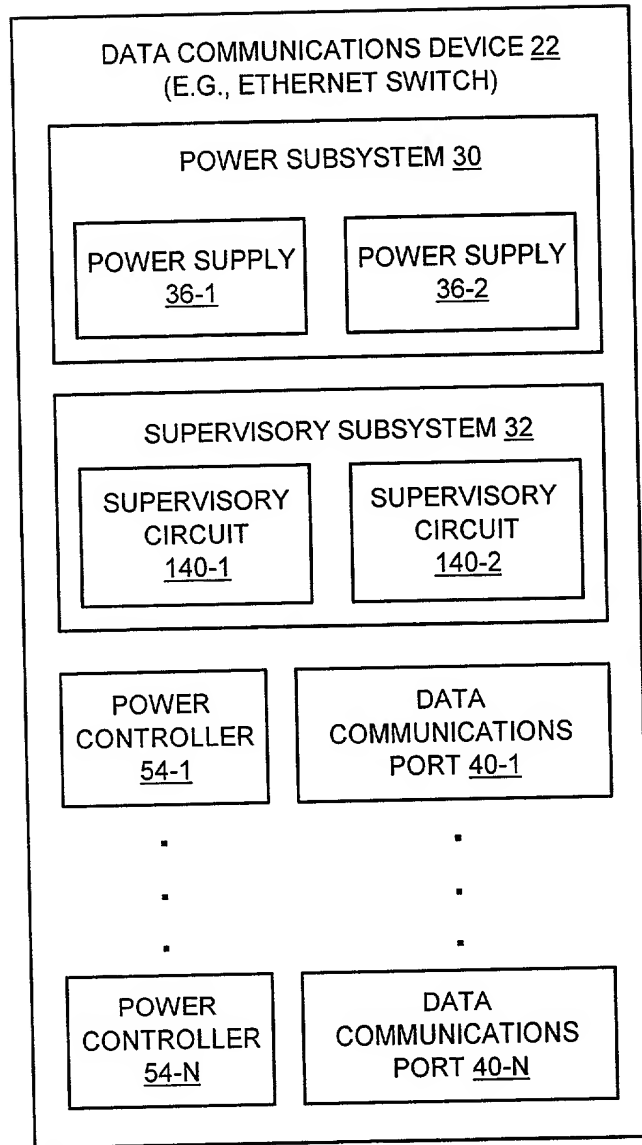 DATA COMMUNICATIONS DEVICE 22
(E.G., ETHERNET SWITCH)
POWER SUBSYSTEM 30
POWER SUPPLY
36-1
POWER SUPPLY
36-2
SUPERVISORY SUBSYSTEM 32
SUPERVISORY
CIRCUIT
140-1
SUPERVISORY
CIRCUIT
140-2
POWER
CONTROLLER
54-1
DATA
COMMUNICATIONS
PORT 40-1
POWER
CONTROLLER
54-N
DATA
COMMUNICATIONS
PORT 40-N